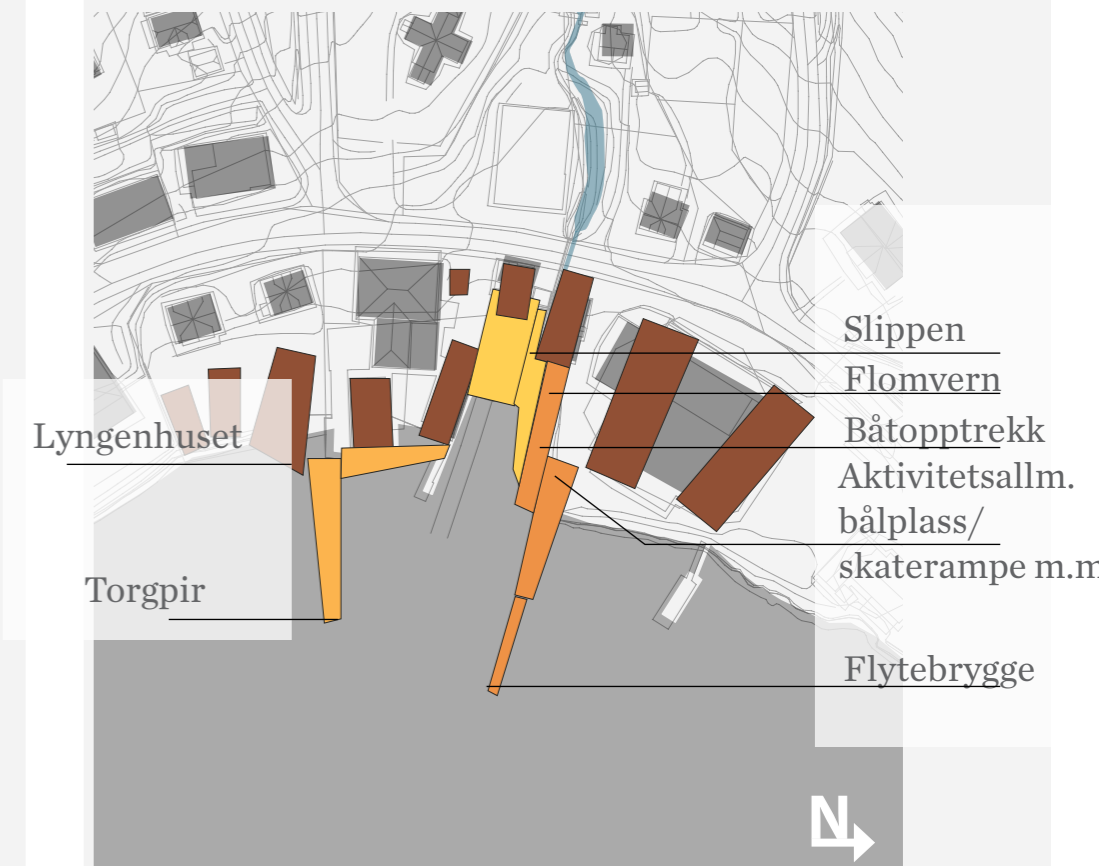 Slippen
Flomvern
Båtopptrekk
Aktivitetsallm.
bålplass/
skaterampe m.m
Flytebrygge
Lyngenhuset
Torgpir
N